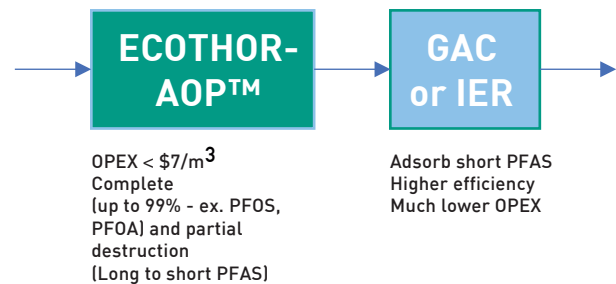 ECOTHOR-
AOP™
GAC
or IER
OPEX < $7/m³
Complete
(up to 99% - ex. PFOS,
PFOA) and partial
destruction
(Long to short PFAS)
Adsorb short PFAS
Higher efficiency
Much lower OPEX